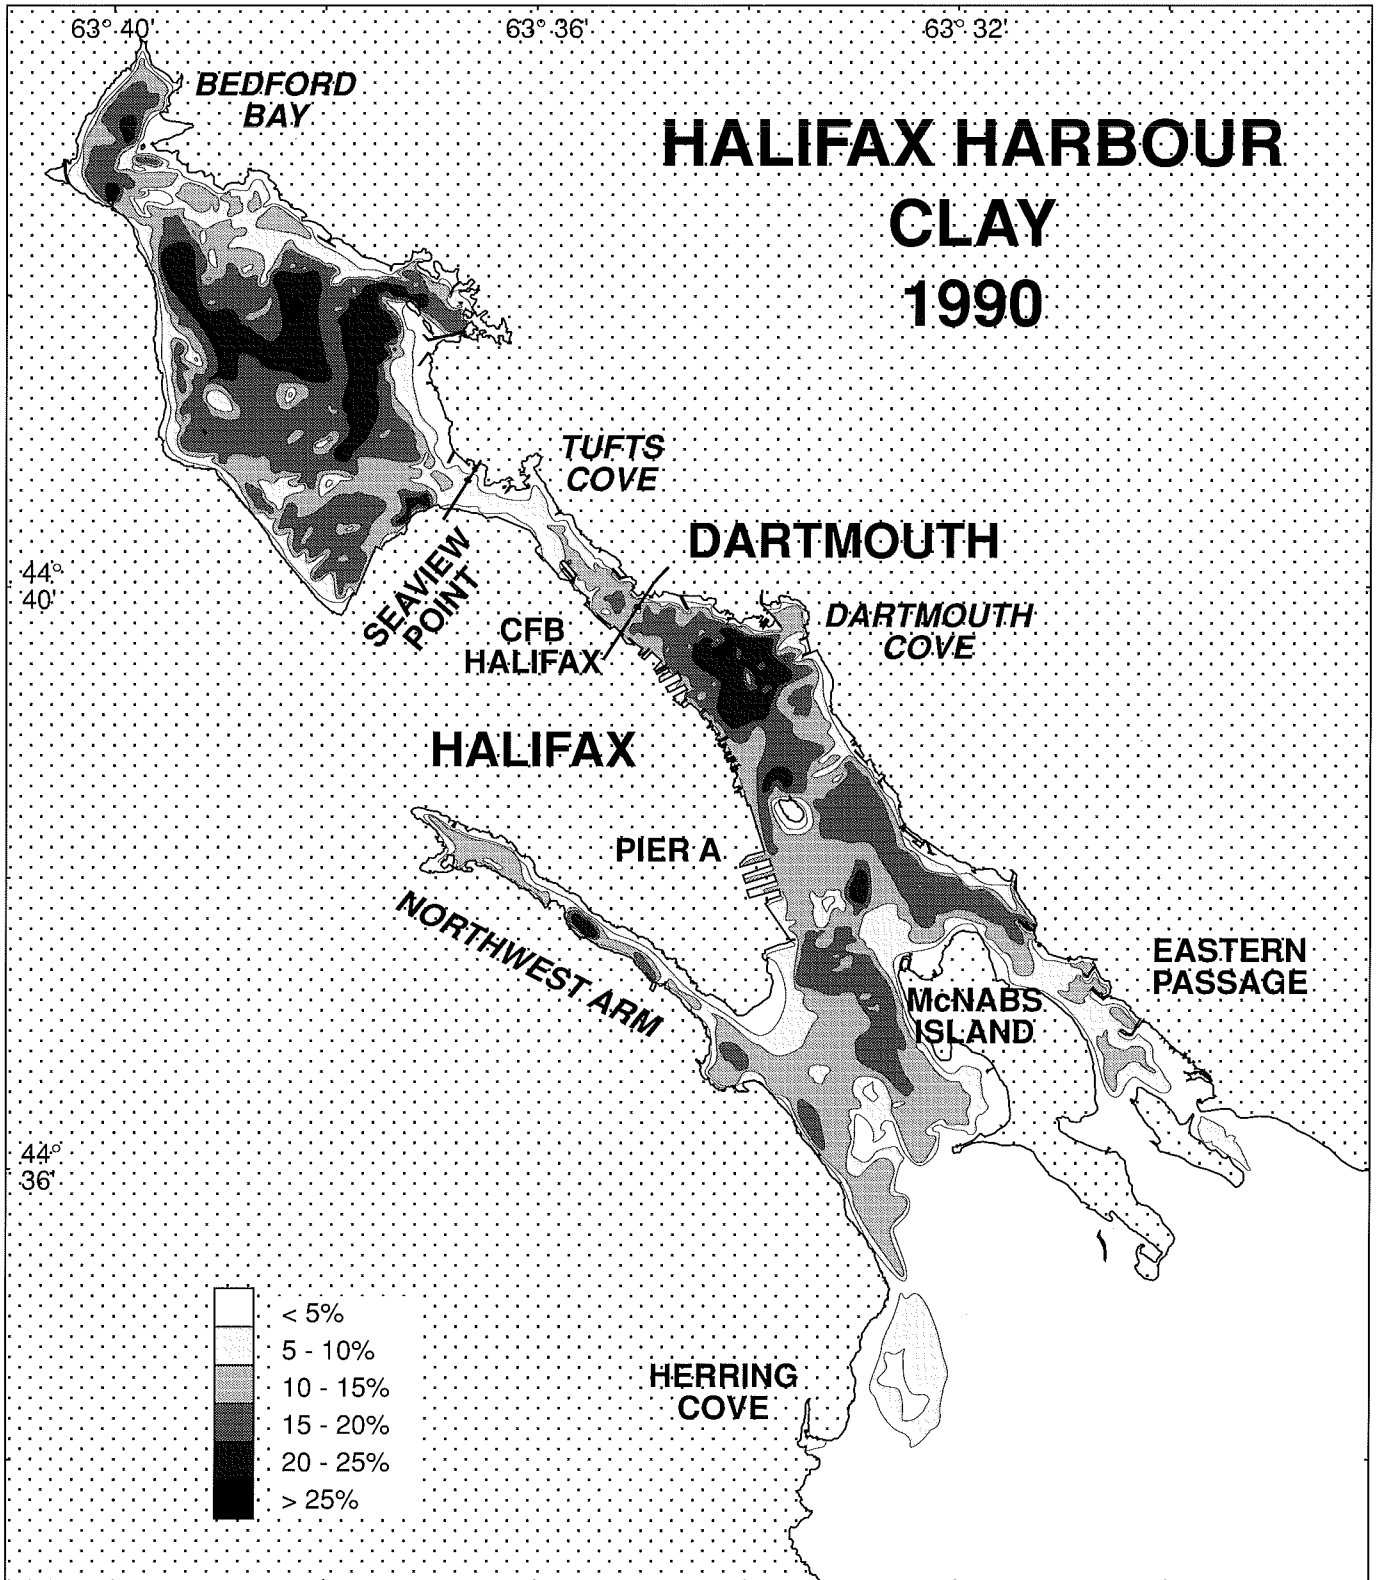 63° 40'
63° 36'
63° 32'
BEDFORD
BAY
HALIFAX HARBOUR
CLAY
1990
TUFTS
COVE
DARTMOUTH
44°
40'
SEAVIEW
POINT
CFB
HALIFAX
DARTMOUTH
COVE
HALIFAX
PIER A
NORTHWEST ARM
EASTERN
PASSAGE
McNABS
ISLAND
44°
36'
< 5%
5 - 10%
10 - 15%
15 - 20%
20 - 25%
> 25%
HERRING
COVE